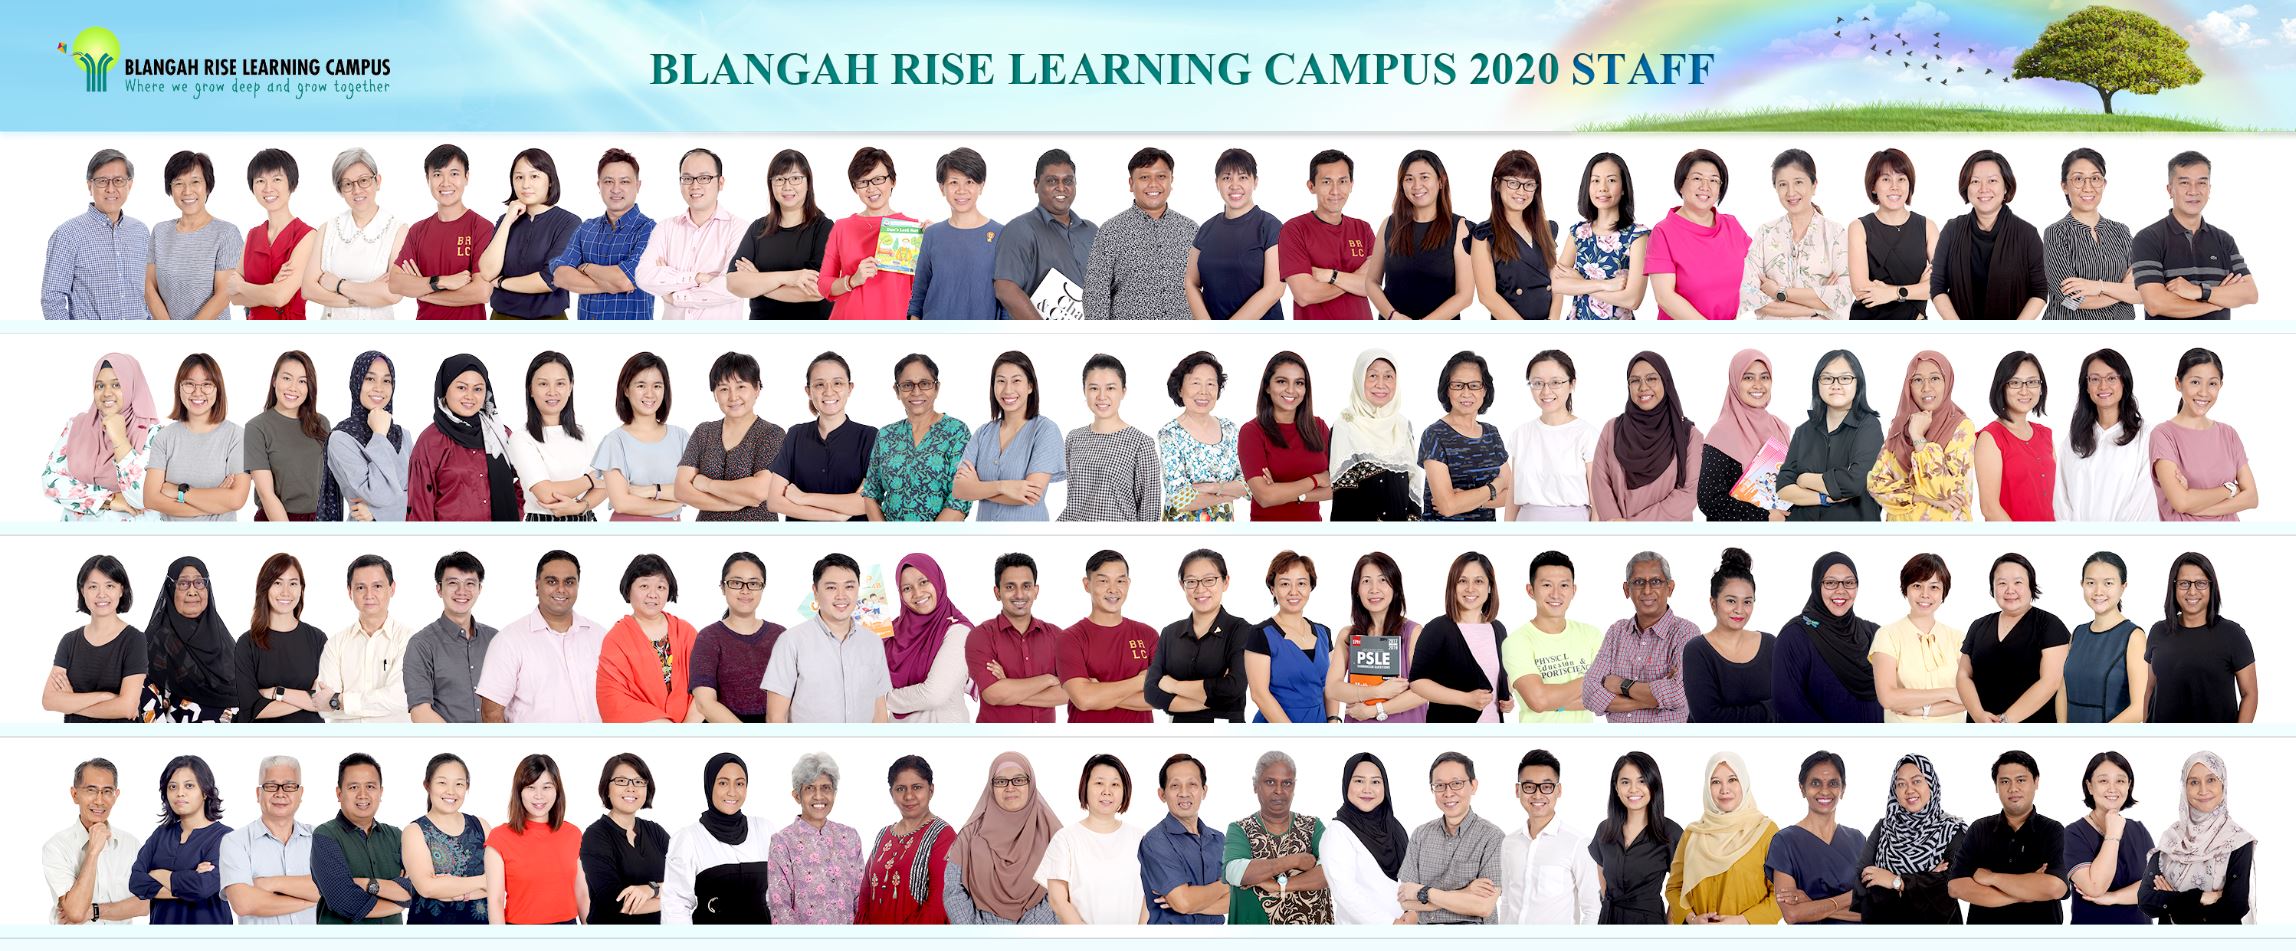 BLANGAH RISE LEARNING CAMPUS
Where we grow deep and grow together
BLANGAH RISE LEARNING CAMPUS 2020 STAFF
BR
LC
BR
LC
BR
LC
PSLE
PHYSICAL
&